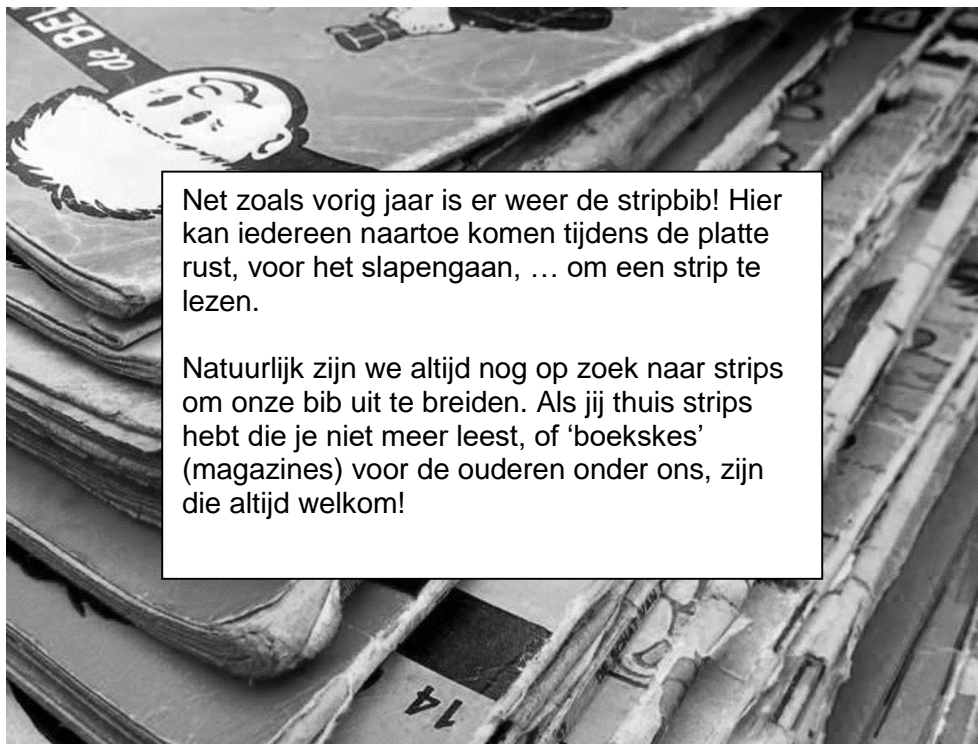 de BEL
Net zoals vorig jaar is er weer de stripbib! Hier
kan iedereen naartoe komen tijdens de platte
rust, voor het slapengaan, … om een strip te
lezen.
Natuurlijk zijn we altijd nog op zoek naar strips
om onze bib uit te breiden. Als jij thuis strips
hebt die je niet meer leest, of ‘boekskes’
(magazines) voor de ouderen onder ons, zijn
die altijd welkom!
14